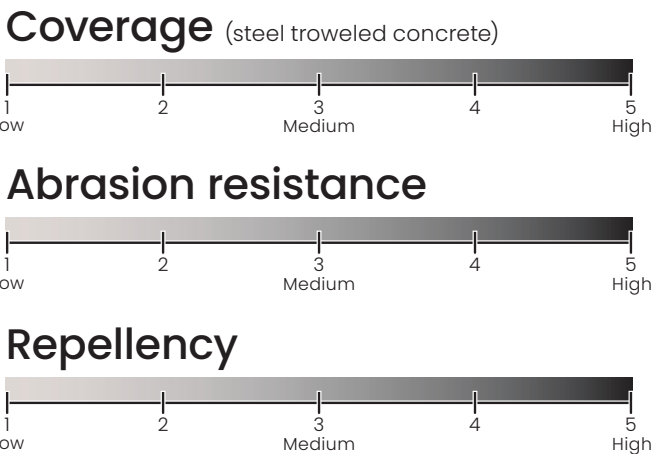 Coverage (steel troweled concrete)
1 2 3 4 5
ow Medium High
Abrasion resistance
1 2 3 4 5
ow Medium High
Repellency
1 2 3 4 5
ow Medium High